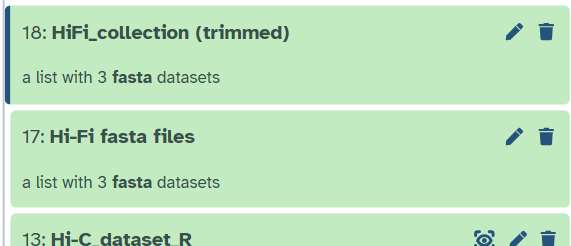 18: HiFi_collection (trimmed)
a list with 3 fasta datasets
17: Hi-Fi fasta files
a list with 3 fasta datasets
13: Hi-C_dataset_R